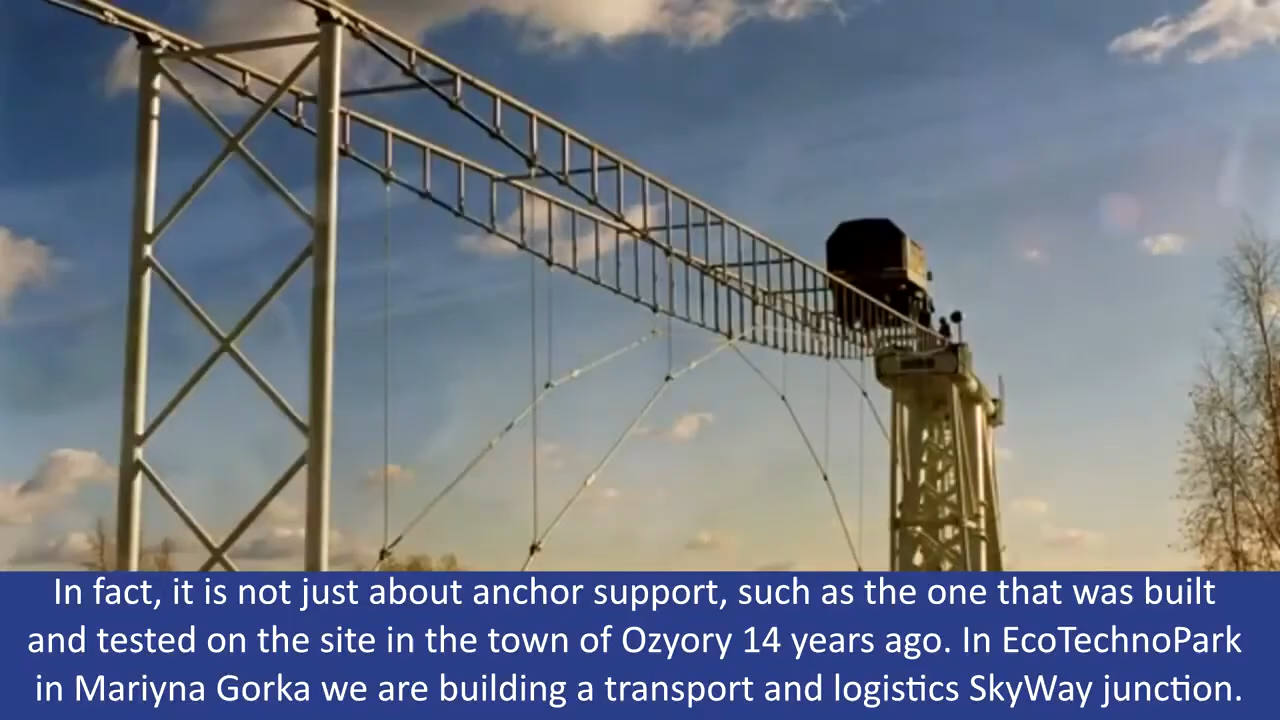 In fact, it is not just about anchor support, such as the one that was built
and tested on the site in the town of Ozyory 14 years ago. In EcoTechnoPark
in Mariyna Gorka we are building a transport and logistics SkyWay junction.